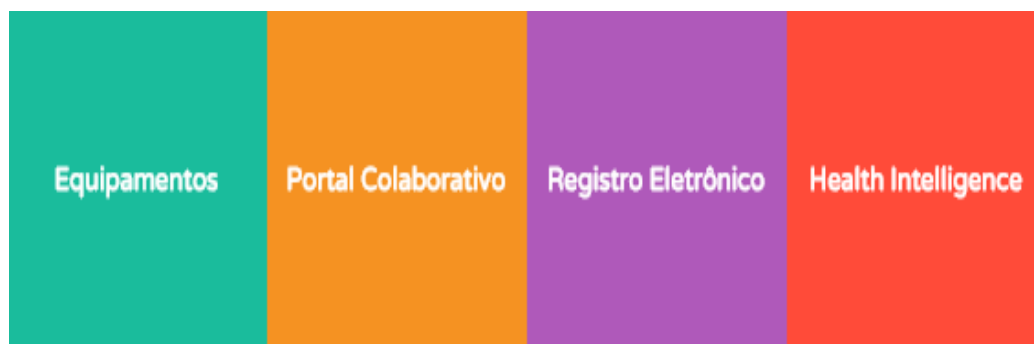 Equipamentos
Portal Colaborativo
Registro Eletrônico
Health Intelligence